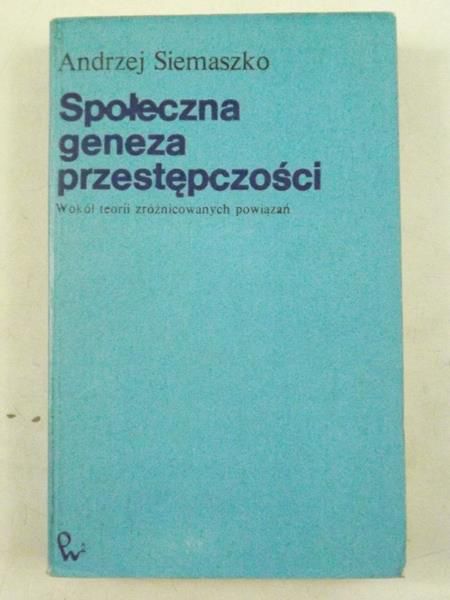 Andrzej Siemaszko
Społeczna
geneza
przestępczości
Wokół teorii zróżnicowanych powiązań